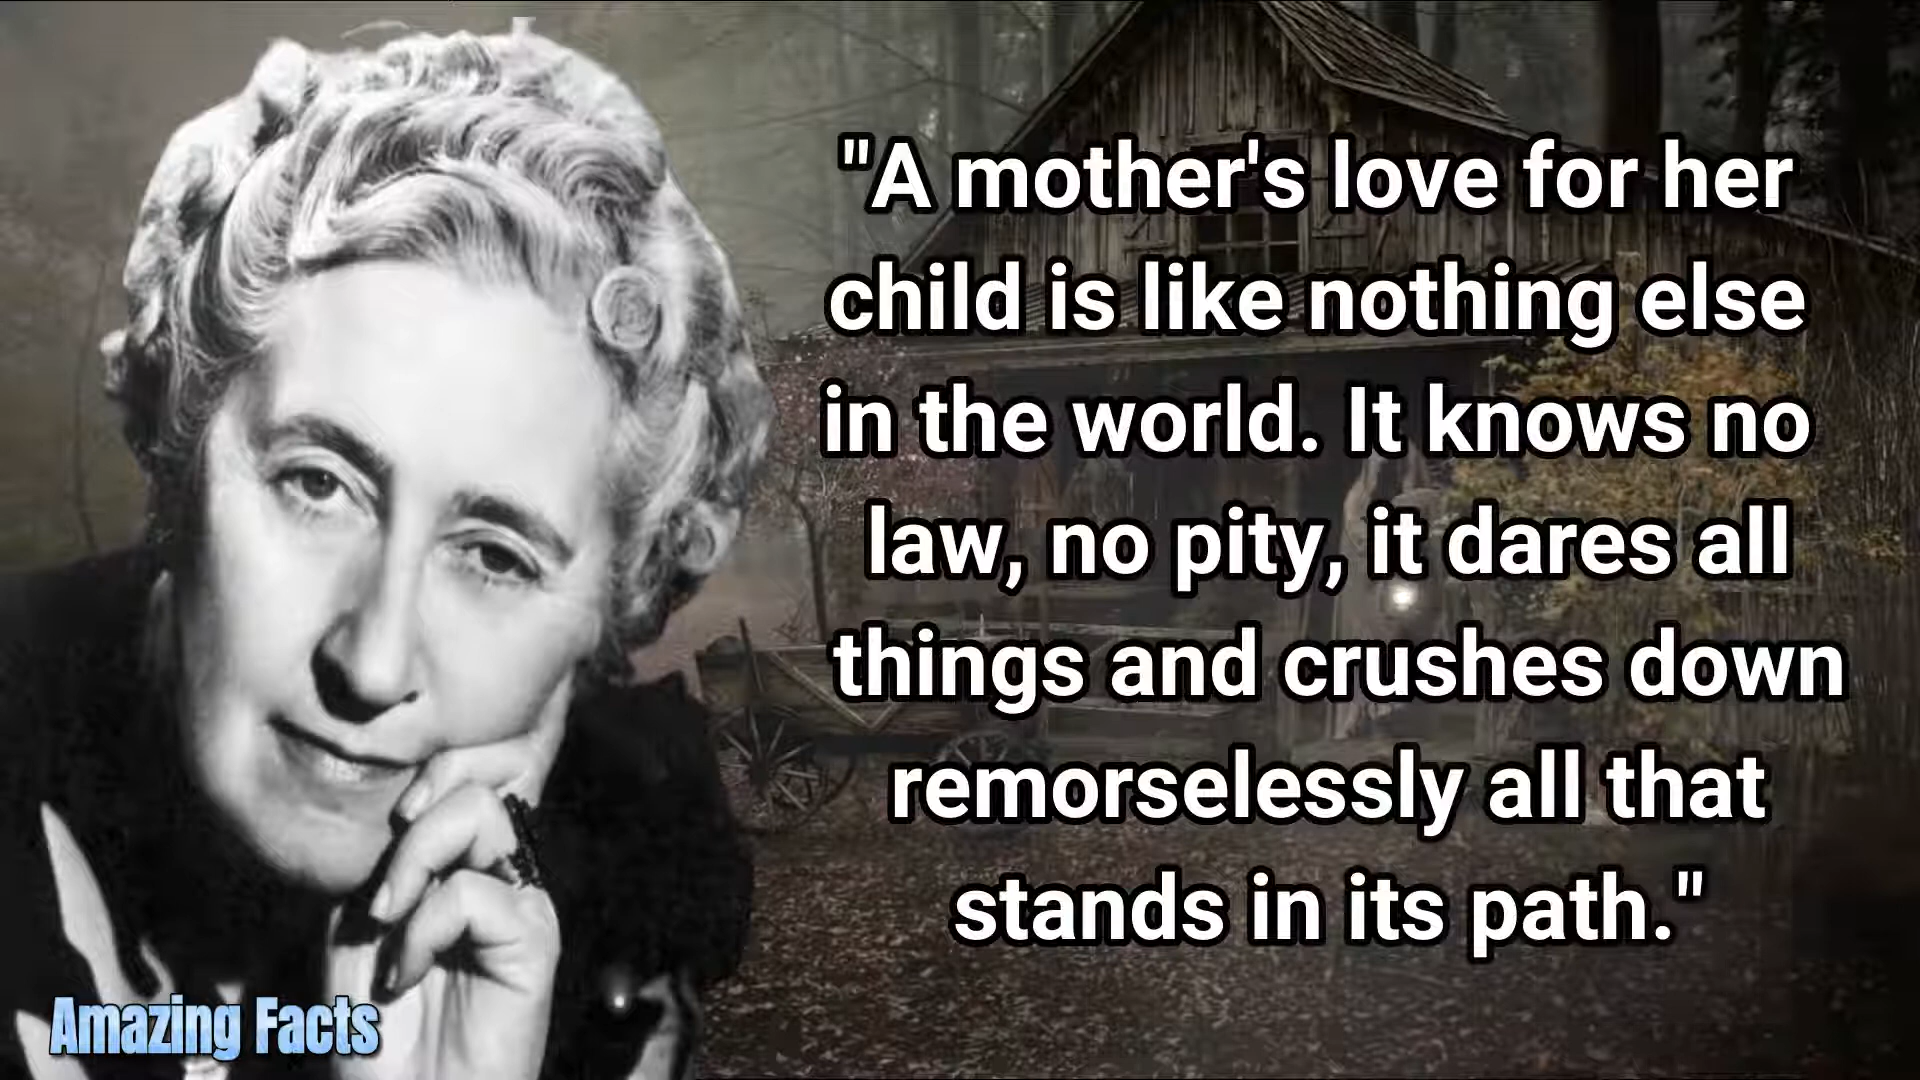 "A mother's love for her
child is like nothing else
in the world. It knows no
law, no pity, it dares all
things and crushes down
remorselessly all that
stands in its path."
Amazing Facts